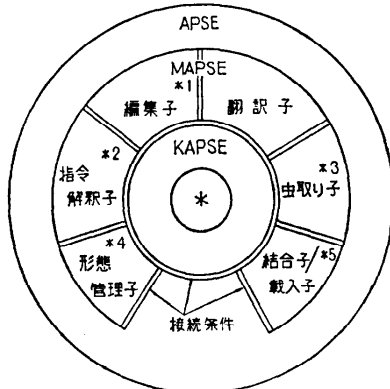 APSE
MAPSE
*1
編集子
翻訳子
*2
指令
解釈子
KAPSE
*
*3
虫取り子
*4
形態
管理子
結合子/*5
載入子
接続条件